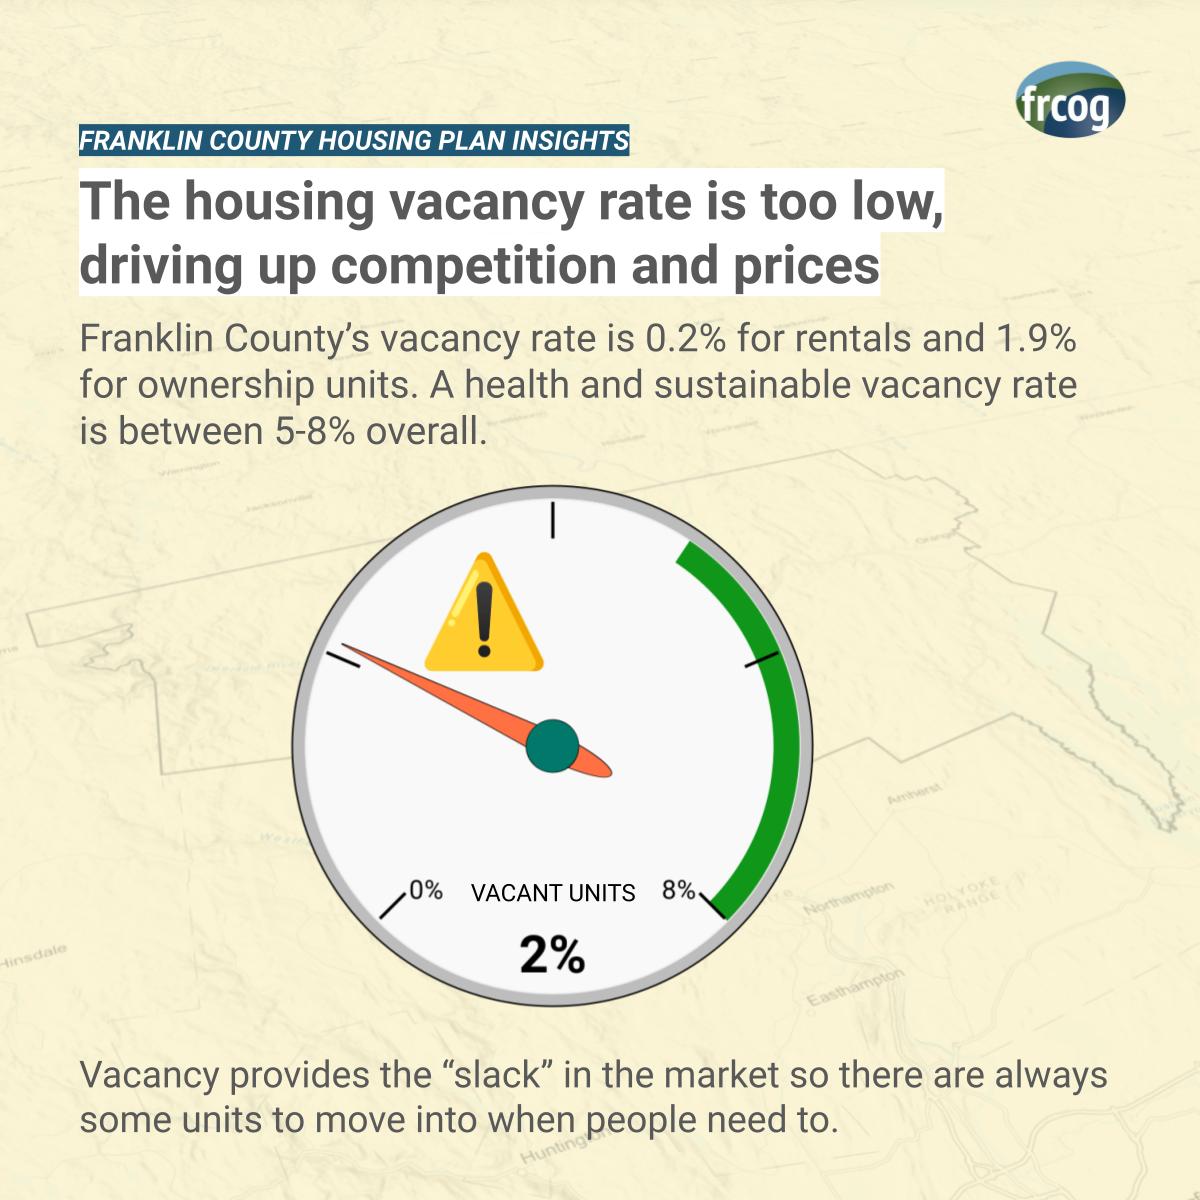 frcog
FRANKLIN COUNTY HOUSING PLAN INSIGHTS
The housing vacancy rate is too low,
driving up competition and prices
Franklin County’s vacancy rate is 0.2% for rentals and 1.9%
for ownership units. A health and sustainable vacancy rate
is between 5-8% overall.
Warrington
Jacksonville
Orange
Amherst
Northampton
HOLYOKE
RANGE
Hinsdale
Easthampton
0%
VACANT UNITS
8%
2%
Vacancy provides the “slack” in the market so there are always
some units to move into when people need to.
Huntington